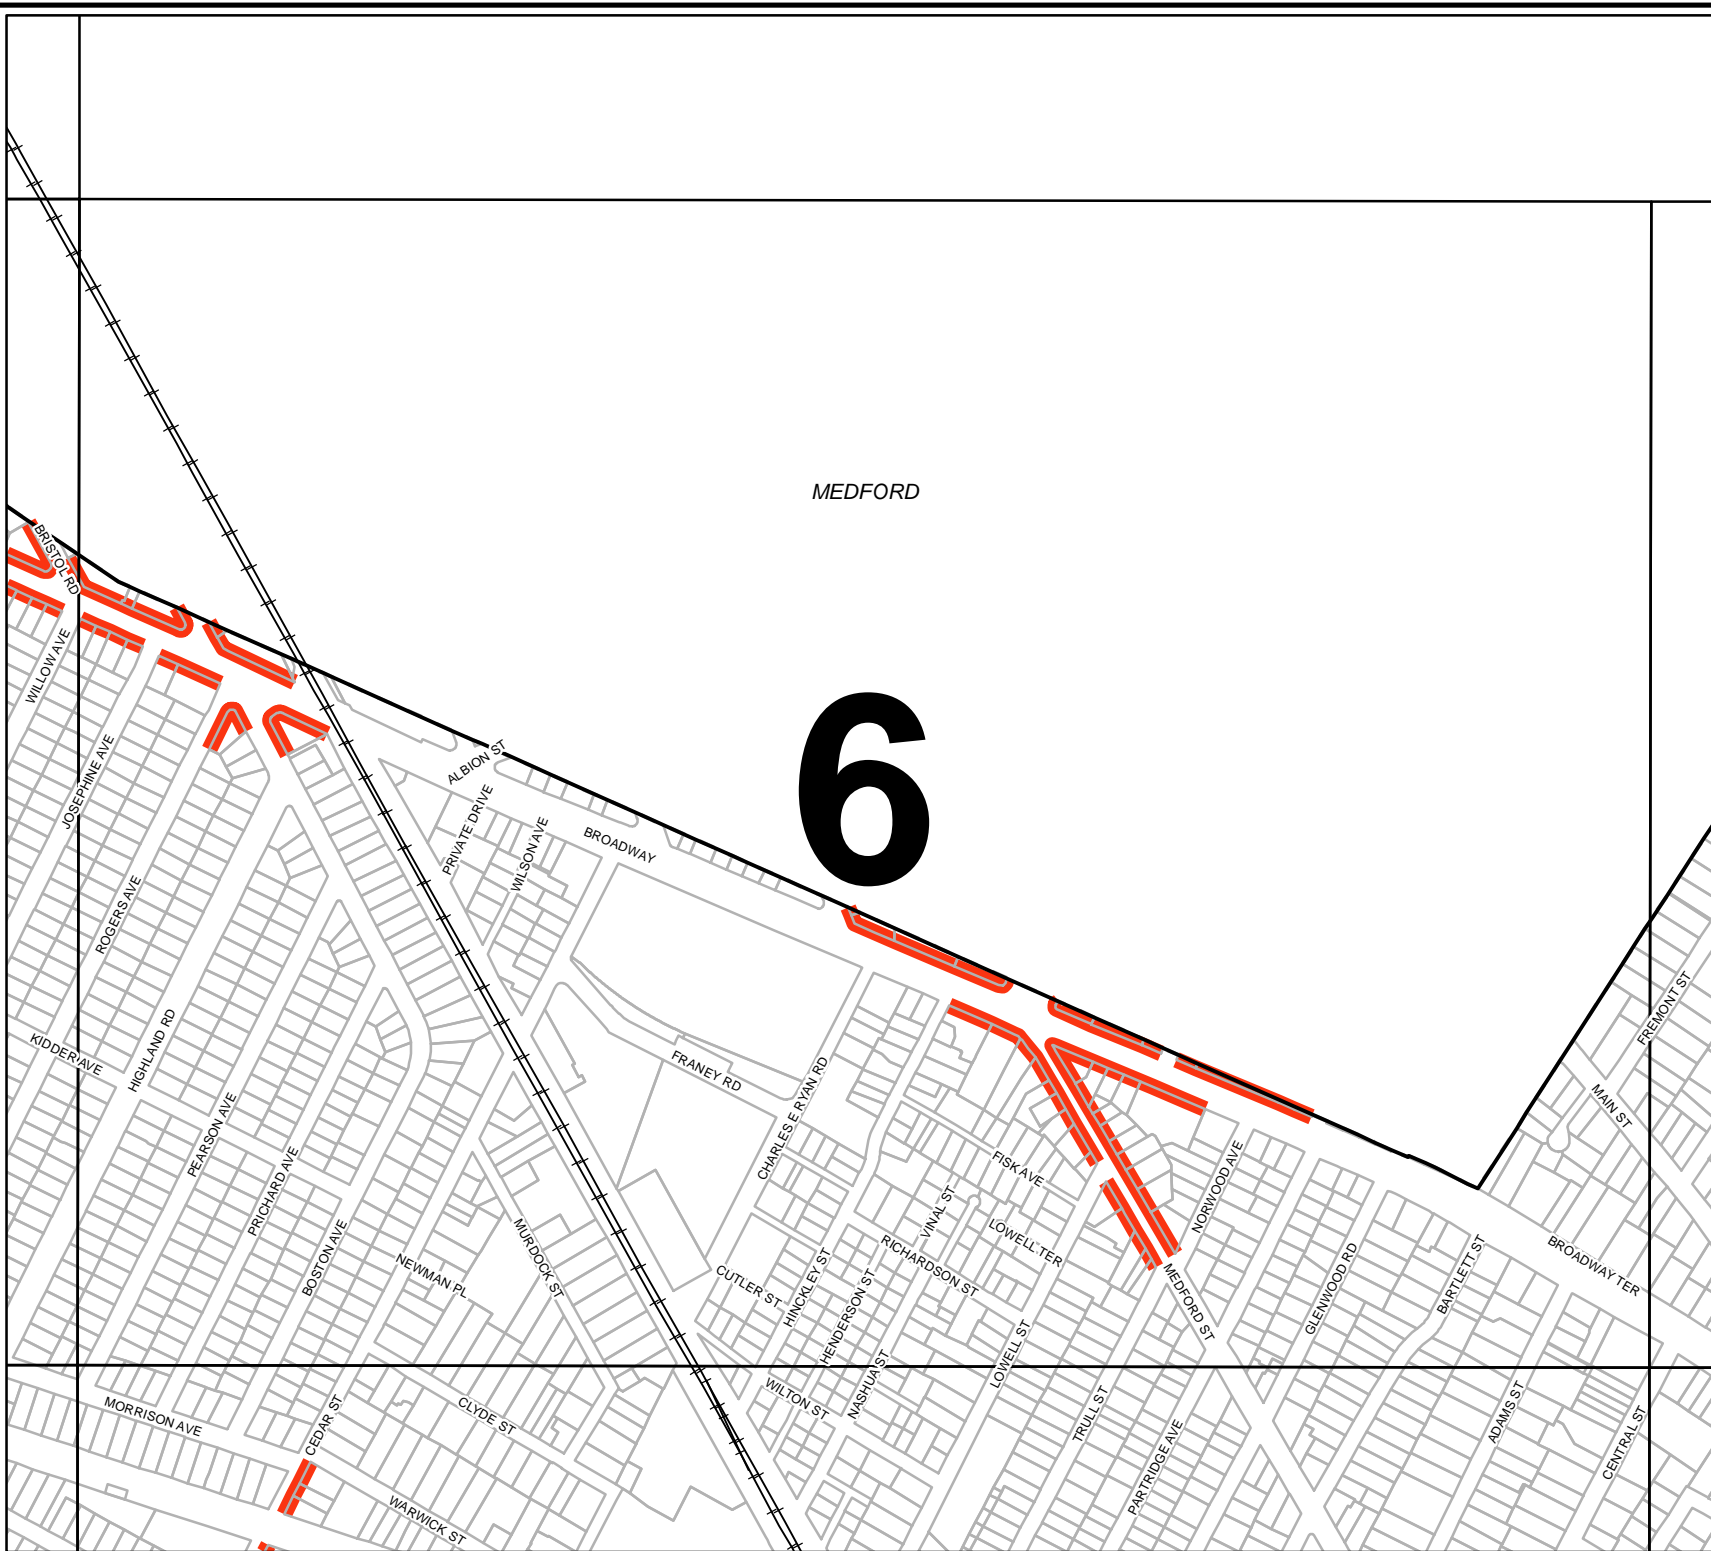 MEDFORD
BRISTOL RD
WILLOW AVE
6
ALBION ST
JOSEPHINE AVE
PRIVATE DRIVE
WILSON AVE
BROADWAY
ROGERS AVE
FREMONT ST
KIDDER AVE
HIGHLAND RD
FRANEY RD
CHARLES E RYAN RD
MAIN ST
PEARSON AVE
PRICHARD AVE
FISK AVE
NORWOOD AVE
VINAL ST
BOSTON AVE
MURDOCK ST
LOWELL TER
RICHARDSON ST
NEWMAN PL
CUTLER ST
HINCKLEY ST
HENDERSON ST
MEDFORD ST
GLENWOOD RD
BARTLETT ST
BROADWAY TER
LOWELL ST
NASHUA ST
WILTON ST
MORRISON AVE
CEDAR ST
CLYDE ST
TRULL ST
ADAMS ST
PARTRIDGE AVE
CENTRAL ST
WARWICK ST